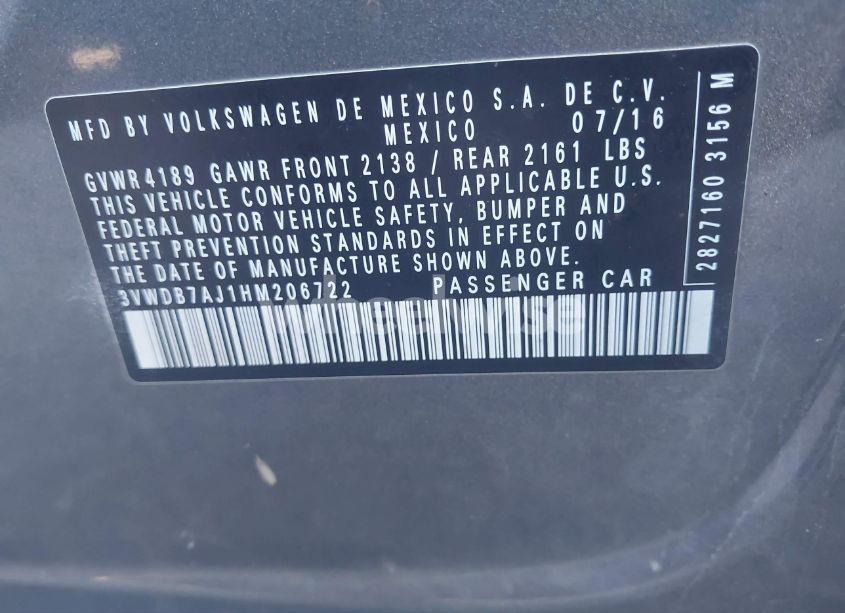 MFD BY VOLKSWAGEN DE MEXICO S.A. DE C.V.
MEXICO 07/16
GVWR4189 GAWR FRONT 2138 / REAR 2161 LBS
THIS VEHICLE CONFORMS TO ALL APPLICABLE U.S.
FEDERAL MOTOR VEHICLE SAFETY, BUMPER AND
THEFT PREVENTION STANDARDS IN EFFECT ON
THE DATE OF MANUFACTURE SHOWN ABOVE.
3VWDB7AJ1HM206722 PASSENGER CAR
2827160 3156 M
wheelwise